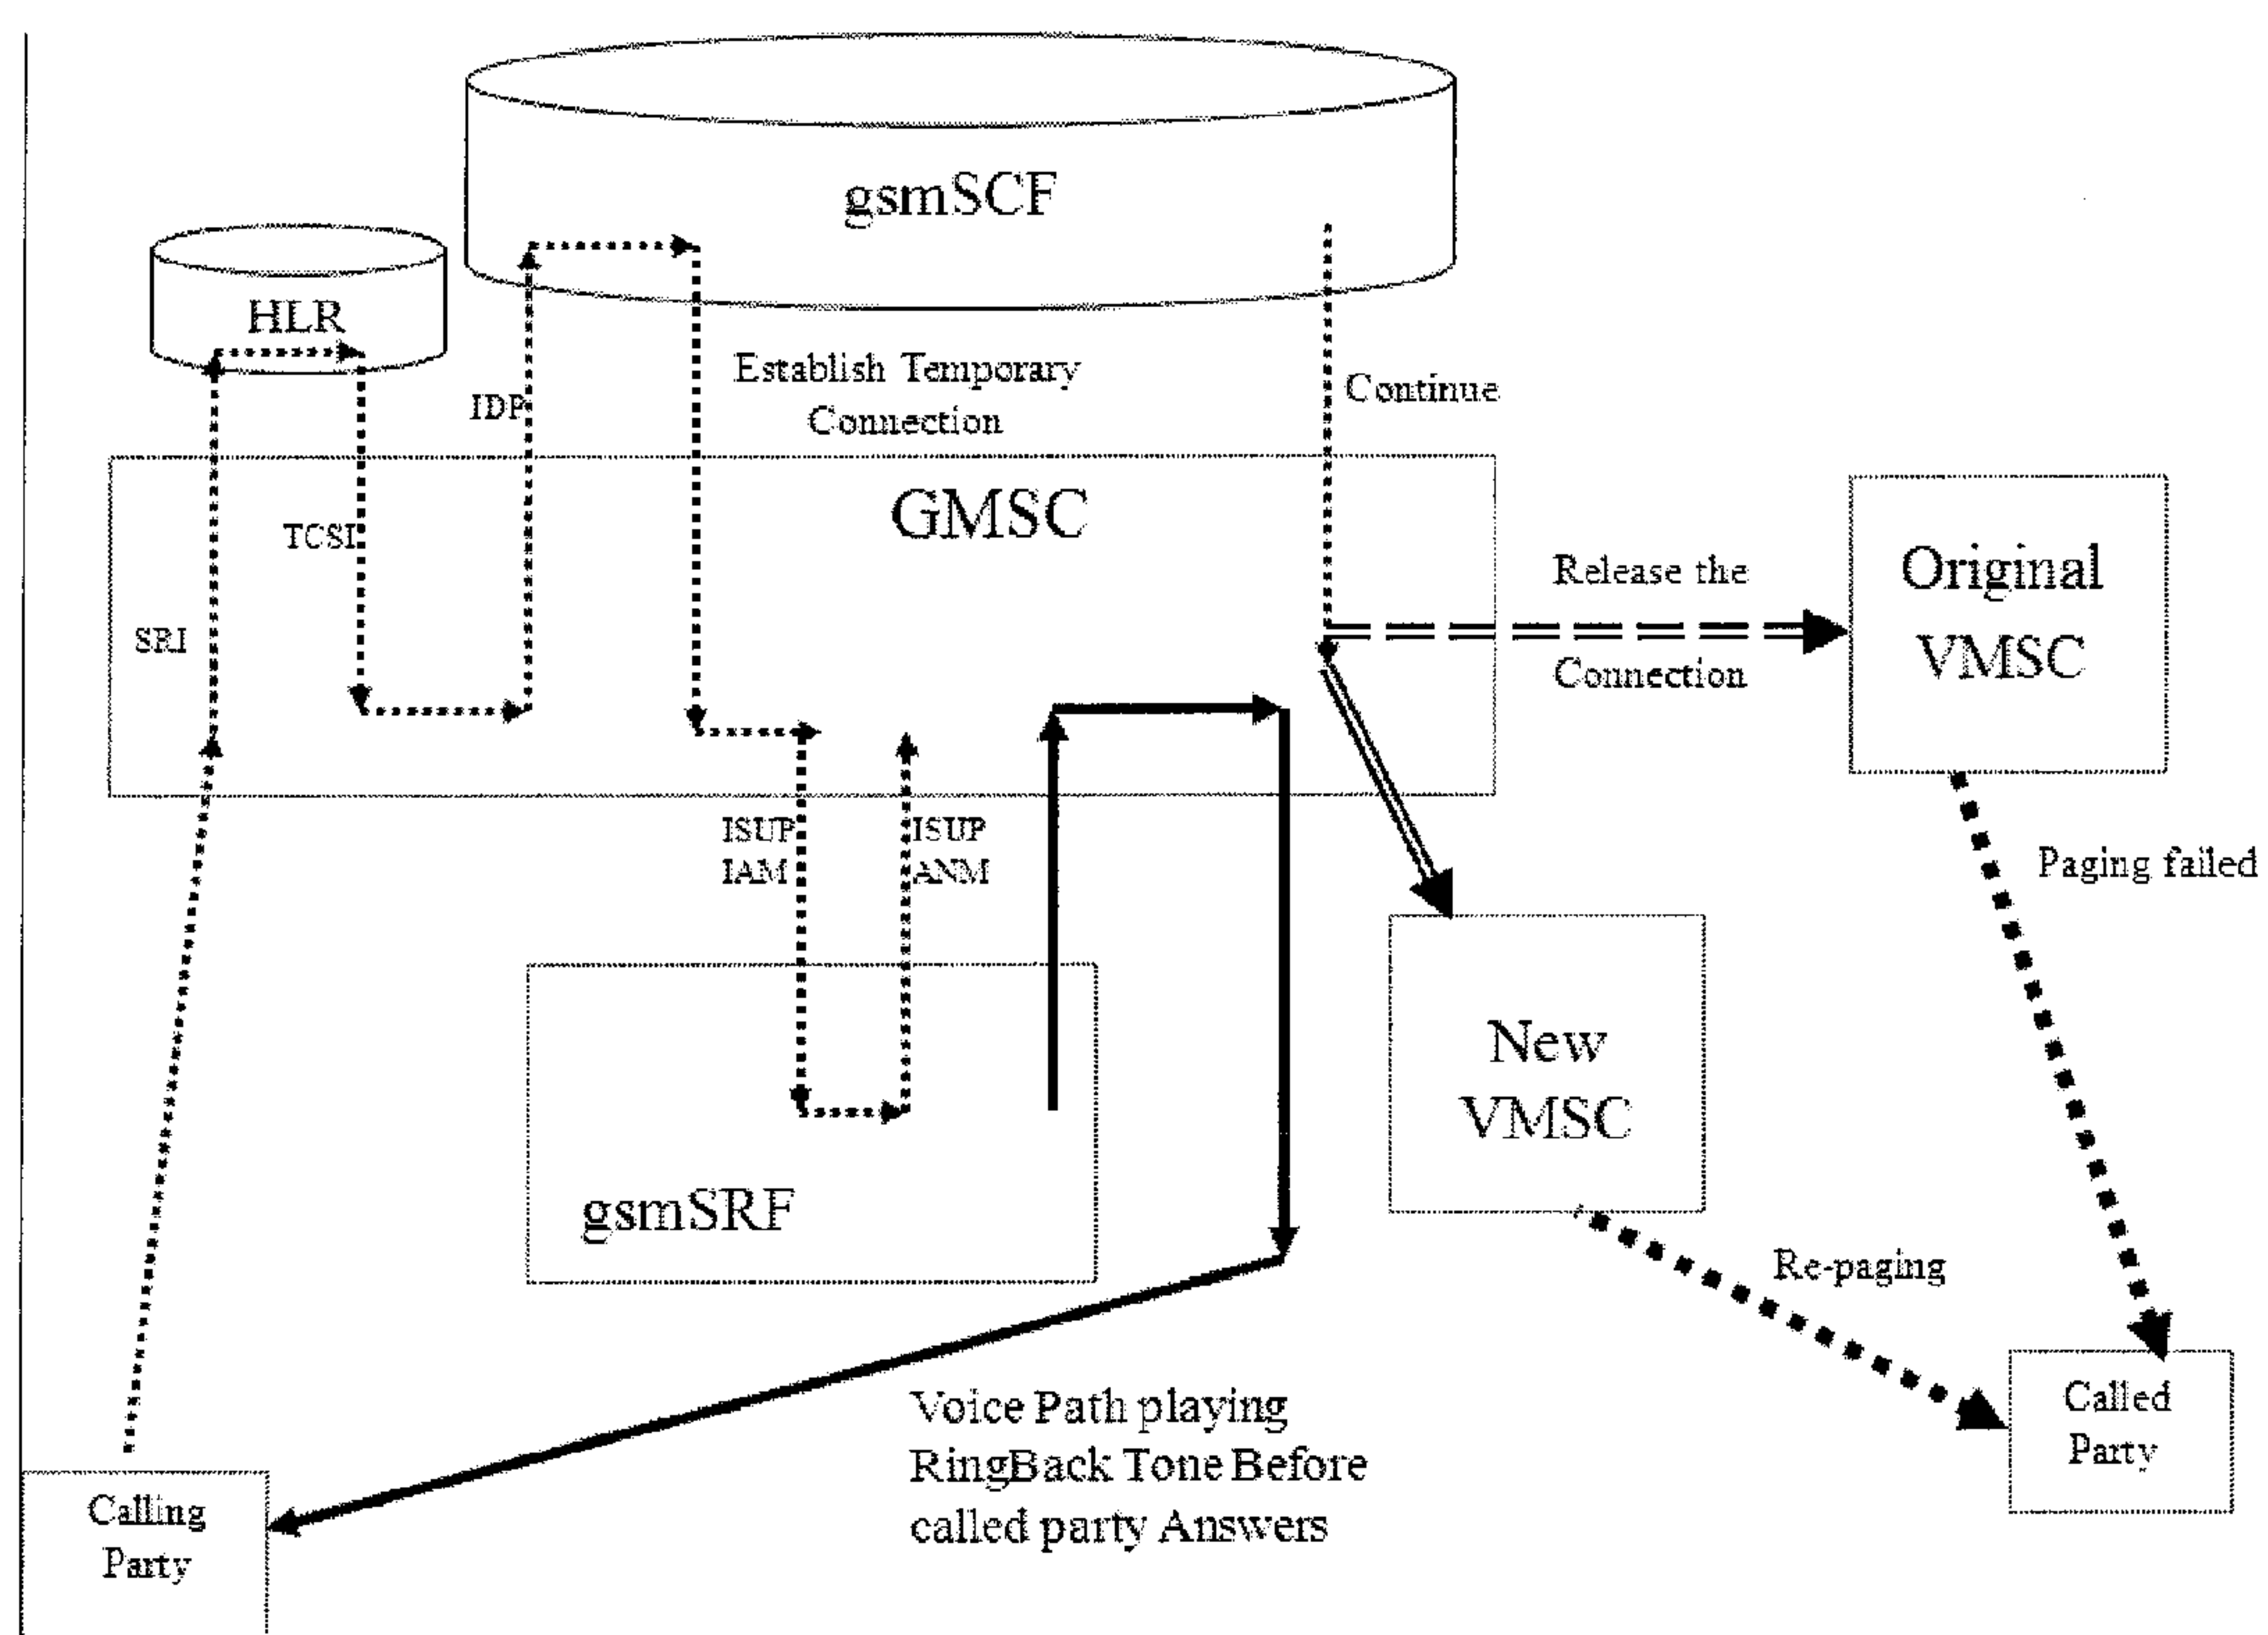 gsmSCF
HLR
Establish Temporary
Connection
IDP
Continue
GMSC
TCSI
SRI
Release the
Connection
Original
VMSC
ISUP
IAM
ISUP
ANM
Paging failed
New
VMSC
gsmSRF
Re-paging
Voice Path playing
RingBack Tone Before
called party Answers
Called
Party
Calling
Party